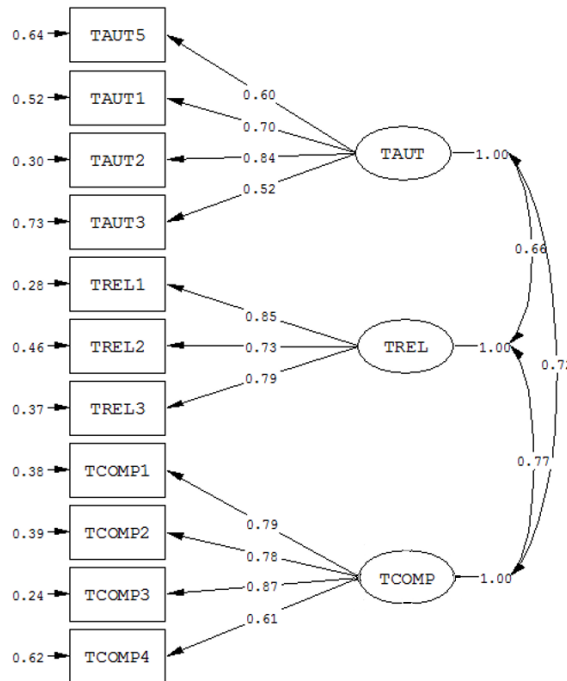 0.64 TAUT5
0.60
0.52 TAUT1
0.70
0.30 TAUT2 0.84 TAUT 1.00
0.52
0.73 TAUT3
0.66
0.28 TREL1
0.85
0.46 TREL2 0.73 TREL 1.00
0.79
0.37 TREL3
0.77
0.38 TCOMP1
0.79
0.39 TCOMP2 0.78
TCOMP 1.00
0.24 TCOMP3 0.87
0.61
0.62 TCOMP4